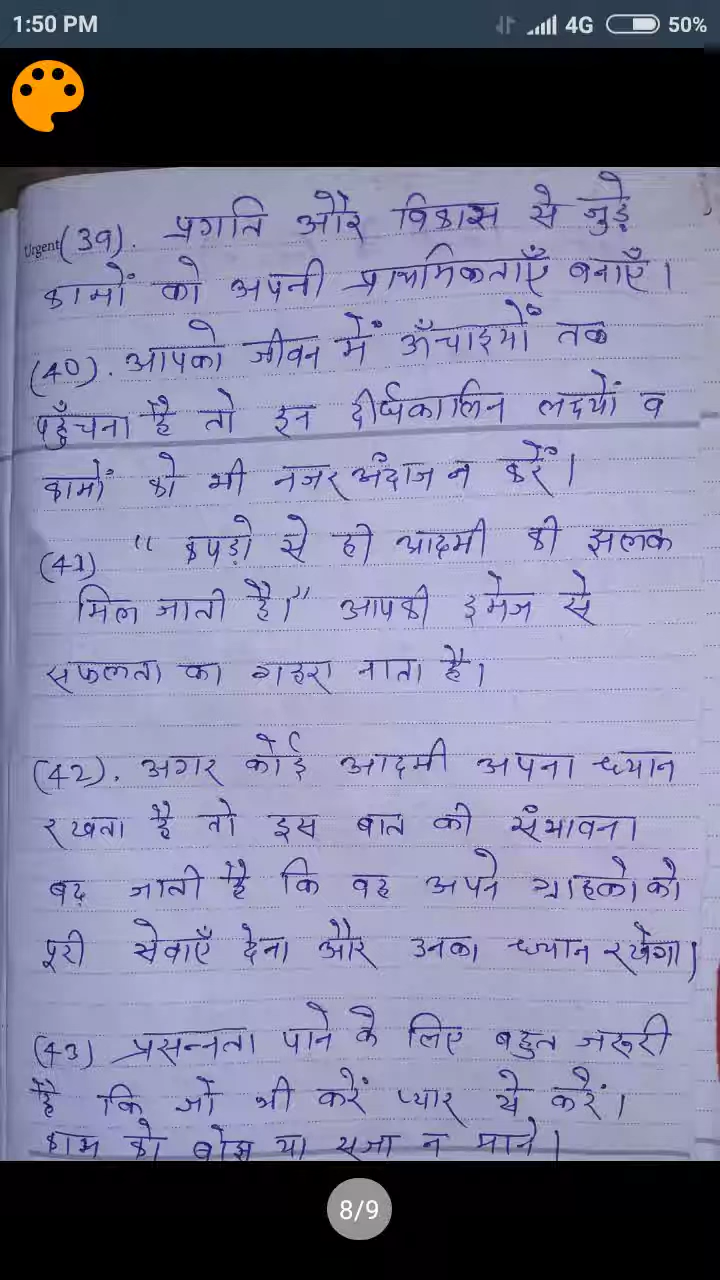 1:50 PM 4G 50%
Urgent (39). प्रगति और विकास से जुड़े
कामों को अपनी प्राथमिकताएँ बनाएँ।
(40). आपको जीवन में ऊँचाइयों तक
पहुँचना है तो इन दीर्घकालिन लक्ष्यों व
कामों को भी नजर अंदाज न करें।
(41) "कपड़ो से ही आदमी की झलक
मिल जाती है।" आपकी इमेज से
सफलता का गहरा नाता है।
(42). अगर कोई आदमी अपना ध्यान
रखता है तो इस बात की संभावना
बढ़ जाती है कि वह अपने ग्राहको को
पूरी सेवाएँ देना और उनका ध्यान रखेगा।
(43) प्रसन्नता पाने के लिए बहुत जरूरी
है कि जो भी करें प्यार से करें।
काम को बोझ या सजा न माने।
8/9